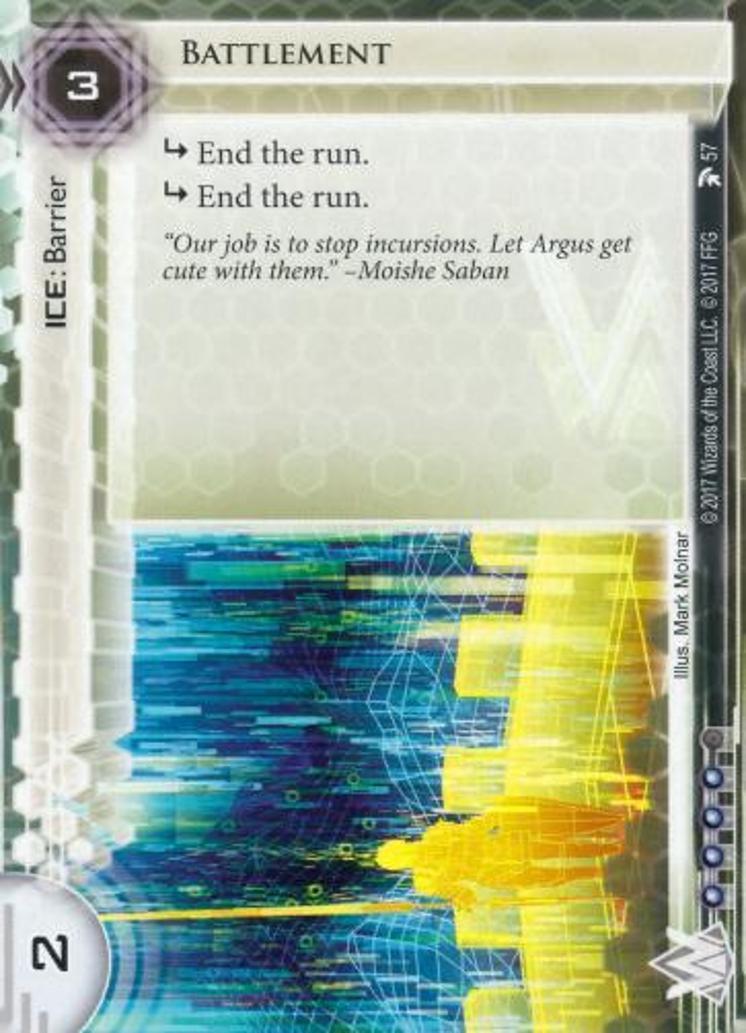 3
BATTLEMENT
↳ End the run.
↳ End the run.
“Our job is to stop incursions. Let Argus get
cute with them.” –Moishe Saban
ICE: Barrier
57
©2017 Wizards of the Coast LLC. ©2017 FFG
Illus. Mark Molnar
2